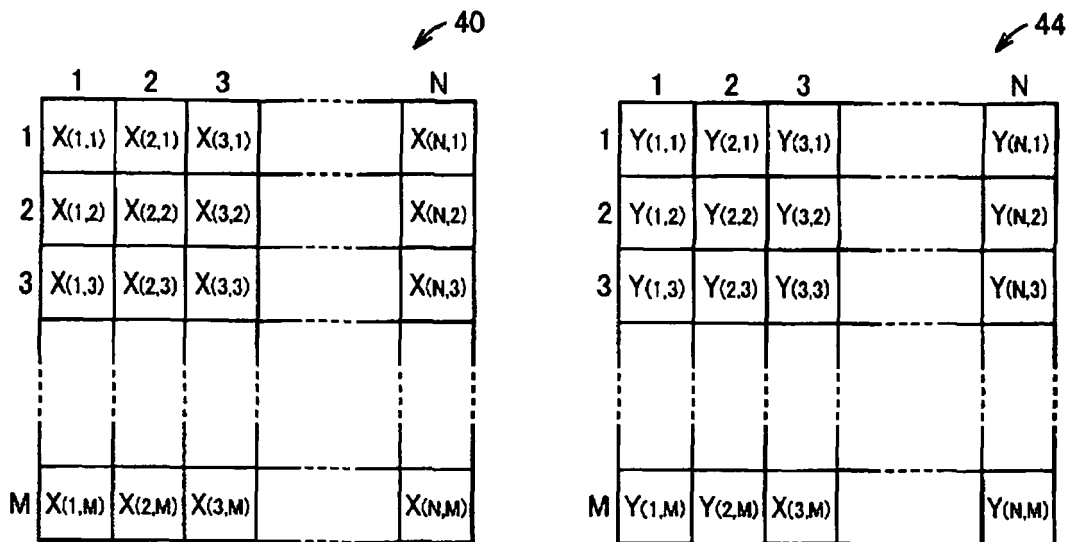 40
1 2 3 N
1 X(1,1) X(2,1) X(3,1) X(N,1)
2 X(1,2) X(2,2) X(3,2) X(N,2)
3 X(1,3) X(2,3) X(3,3) X(N,3)
M X(1,M) X(2,M) X(3,M) X(N,M)
44
1 2 3 N
1 Y(1,1) Y(2,1) Y(3,1) Y(N,1)
2 Y(1,2) Y(2,2) Y(3,2) Y(N,2)
3 Y(1,3) Y(2,3) Y(3,3) Y(N,3)
M Y(1,M) Y(2,M) X(3,M) Y(N,M)